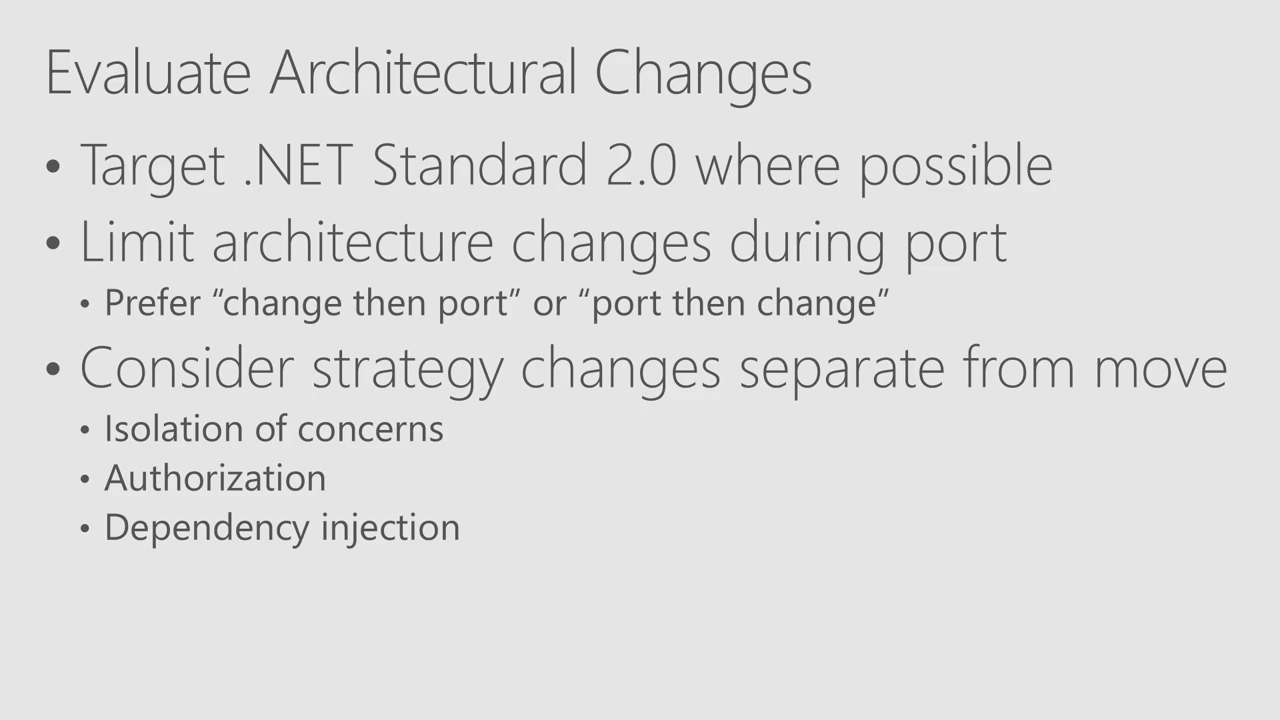 Evaluate Architectural Changes
• Target .NET Standard 2.0 where possible
• Limit architecture changes during port
• Prefer “change then port” or “port then change”
• Consider strategy changes separate from move
• Isolation of concerns
• Authorization
• Dependency injection